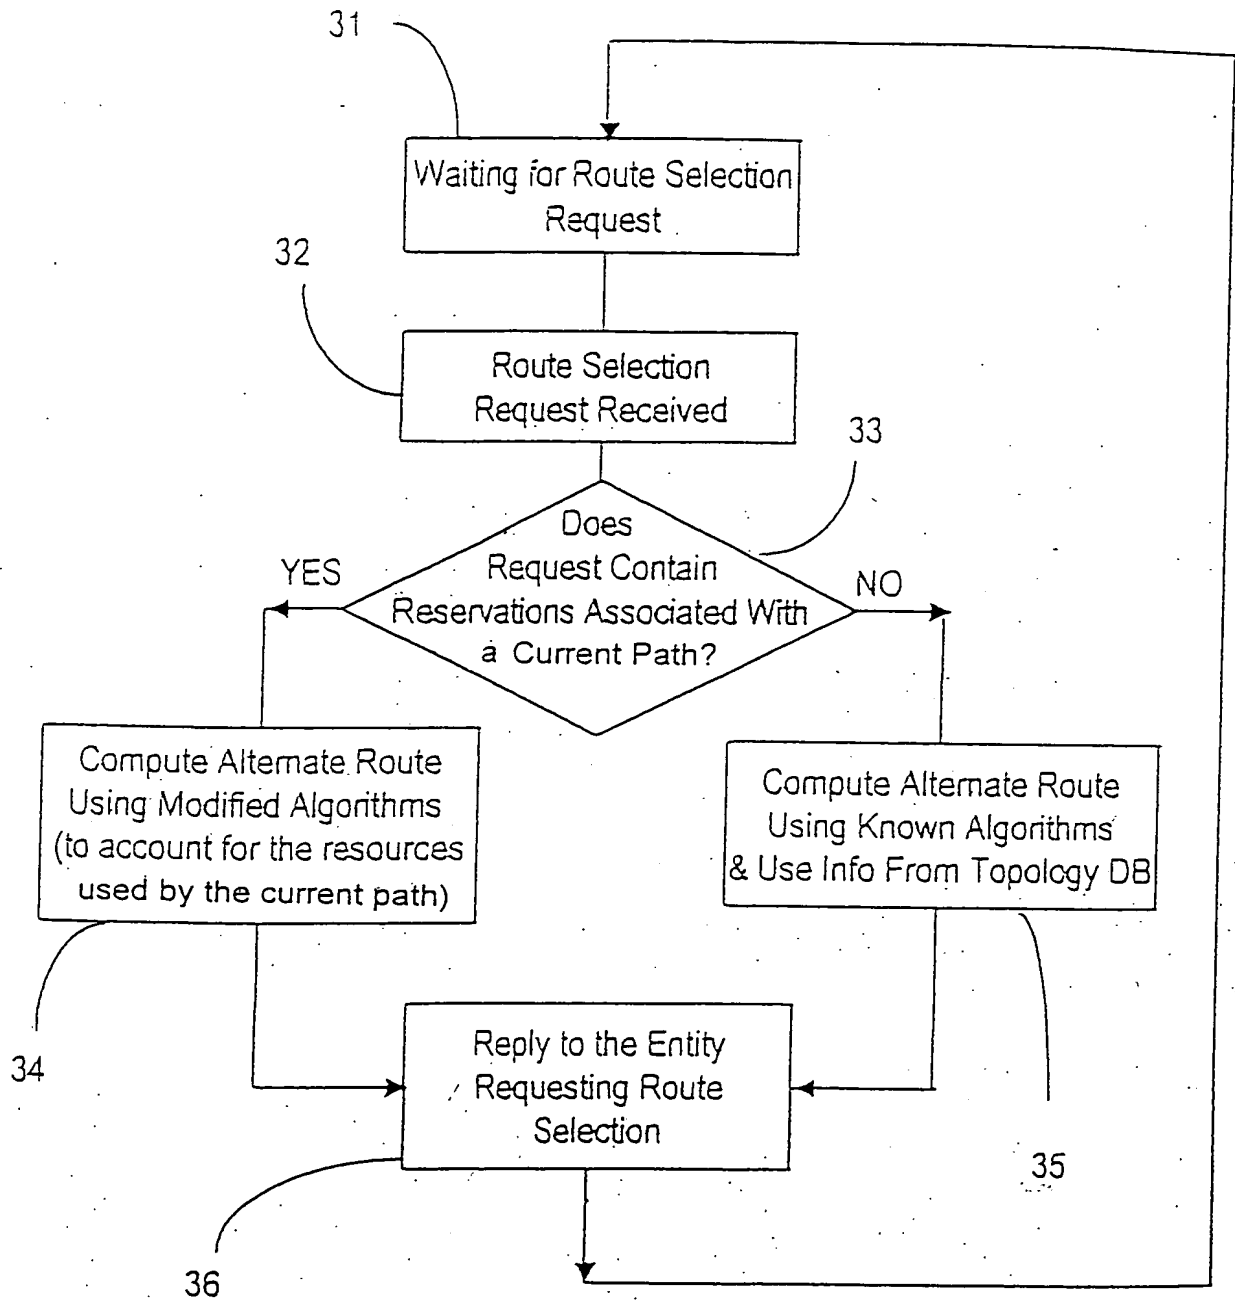 31
Waiting for Route Selection
Request
32
Route Selection
Request Received
33
Does
Request Contain
Reservations Associated With
a Current Path?
YES
NO
Compute Alternate Route
Using Modified Algorithms
(to account for the resources
used by the current path)
Compute Alternate Route
Using Known Algorithms
& Use Info From Topology DB
34
Reply to the Entity
Requesting Route
Selection
35
36